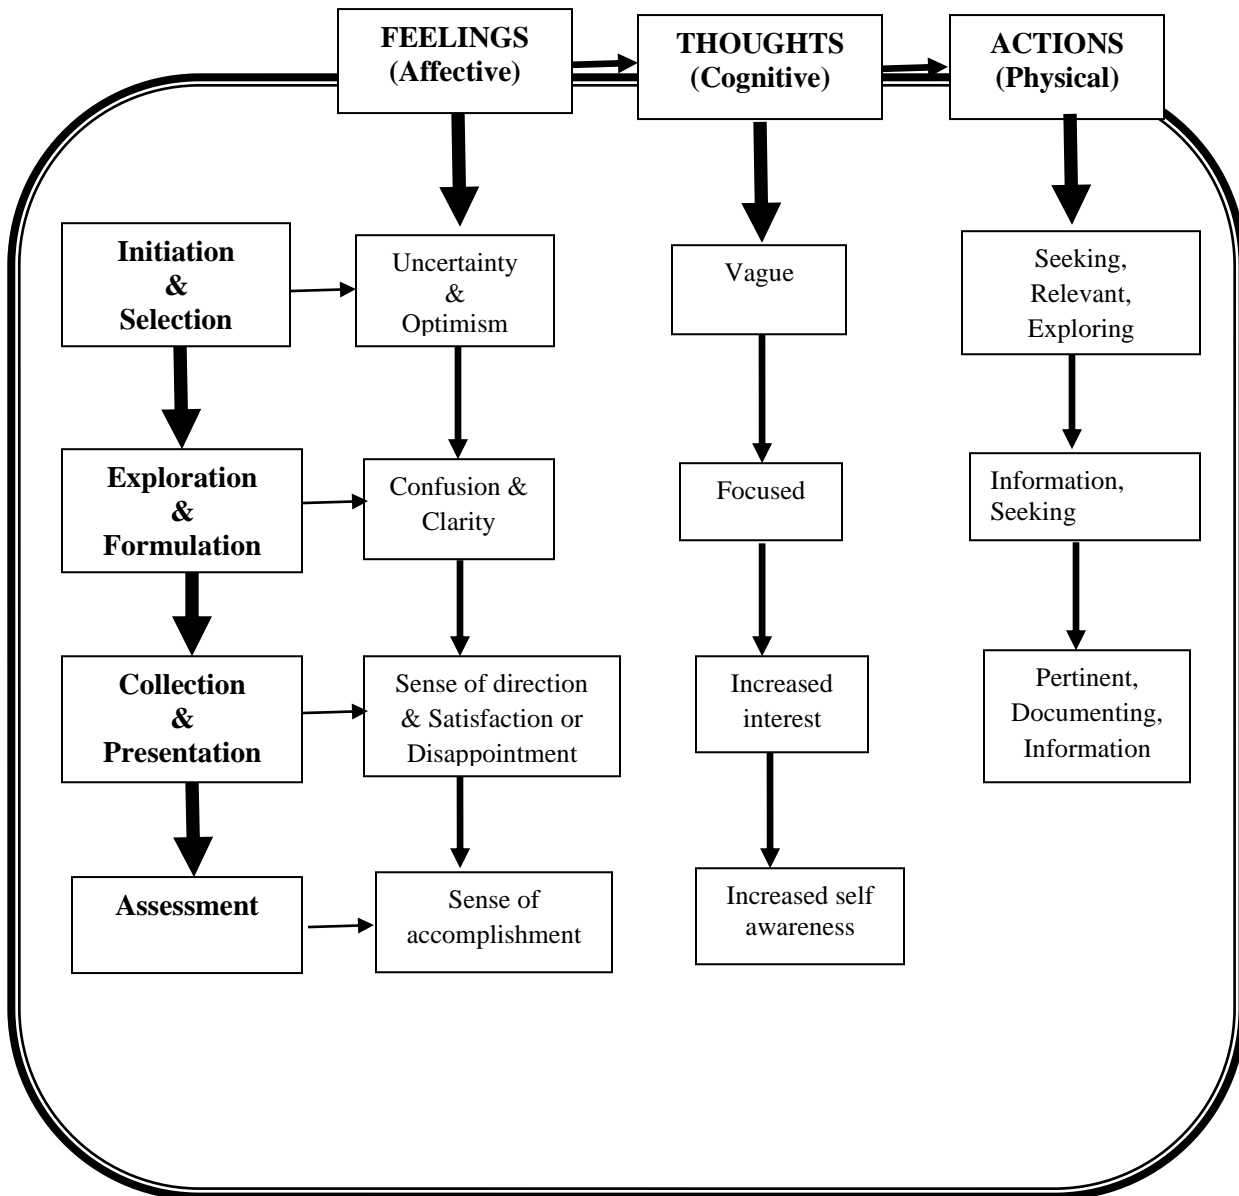 FEELINGS
(Affective)
THOUGHTS
(Cognitive)
ACTIONS
(Physical)
Initiation
&
Selection
Uncertainty
&
Optimism
Vague
Seeking,
Relevant,
Exploring
Exploration
&
Formulation
Confusion &
Clarity
Focused
Information,
Seeking
Collection
&
Presentation
Sense of direction
& Satisfaction or
Disappointment
Increased
interest
Pertinent,
Documenting,
Information
Assessment
Sense of
accomplishment
Increased self
awareness